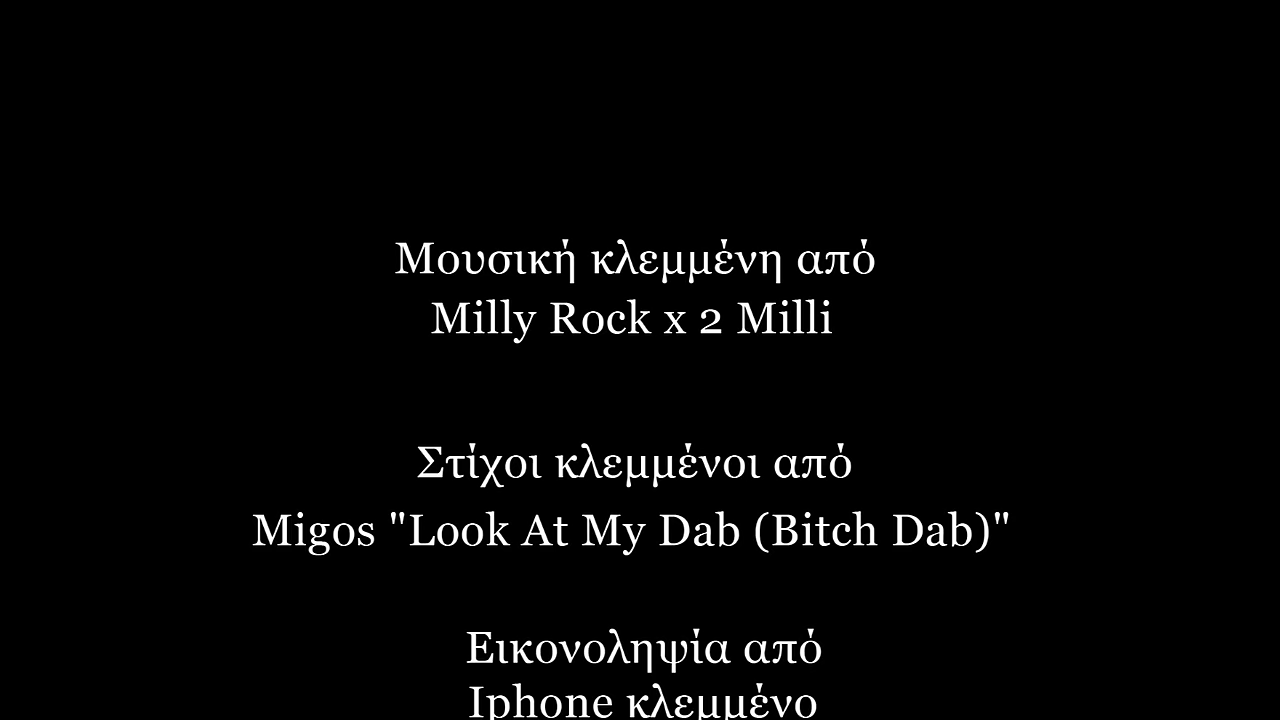 Μουσική κλεμμένη από
Milly Rock x 2 Milli
Στίχοι κλεμμένοι από
Migos "Look At My Dab (Bitch Dab)"
Εικονοληψία από
Iphone κλεμμένο